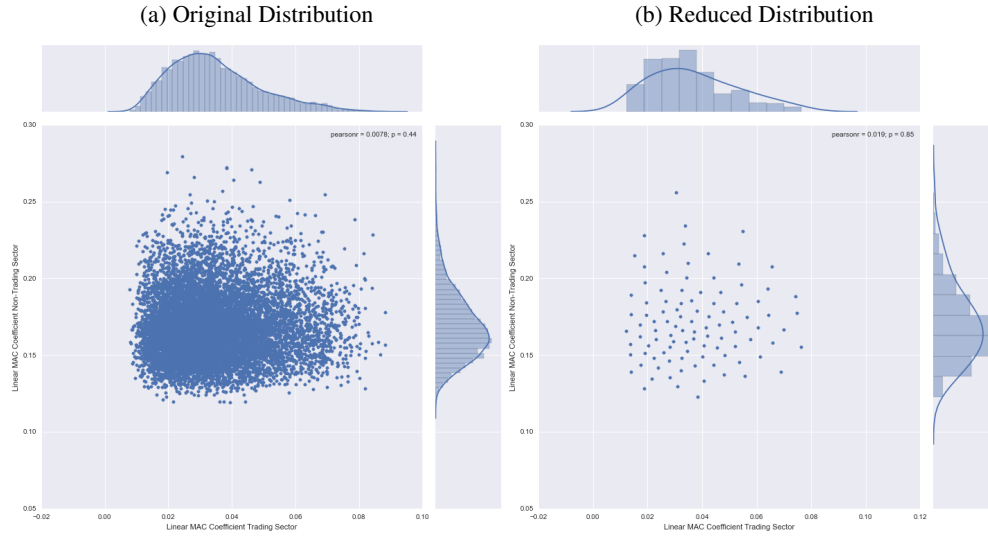 (a) Original Distribution
(b) Reduced Distribution
pearsonr = 0.0078; p = 0.44
0.30
0.25
0.20
0.15
0.10
0.05
Linear MAC Coefficient Non-Trading Sector
−0.02 0.00 0.02 0.04 0.06 0.08 0.10
Linear MAC Coefficient Trading Sector
pearsonr = 0.019; p = 0.85
0.30
0.25
0.20
0.15
0.10
0.05
Linear MAC Coefficient Non-Trading Sector
−0.02 0.00 0.02 0.04 0.06 0.08 0.10 0.12
Linear MAC Coefficient Trading Sector